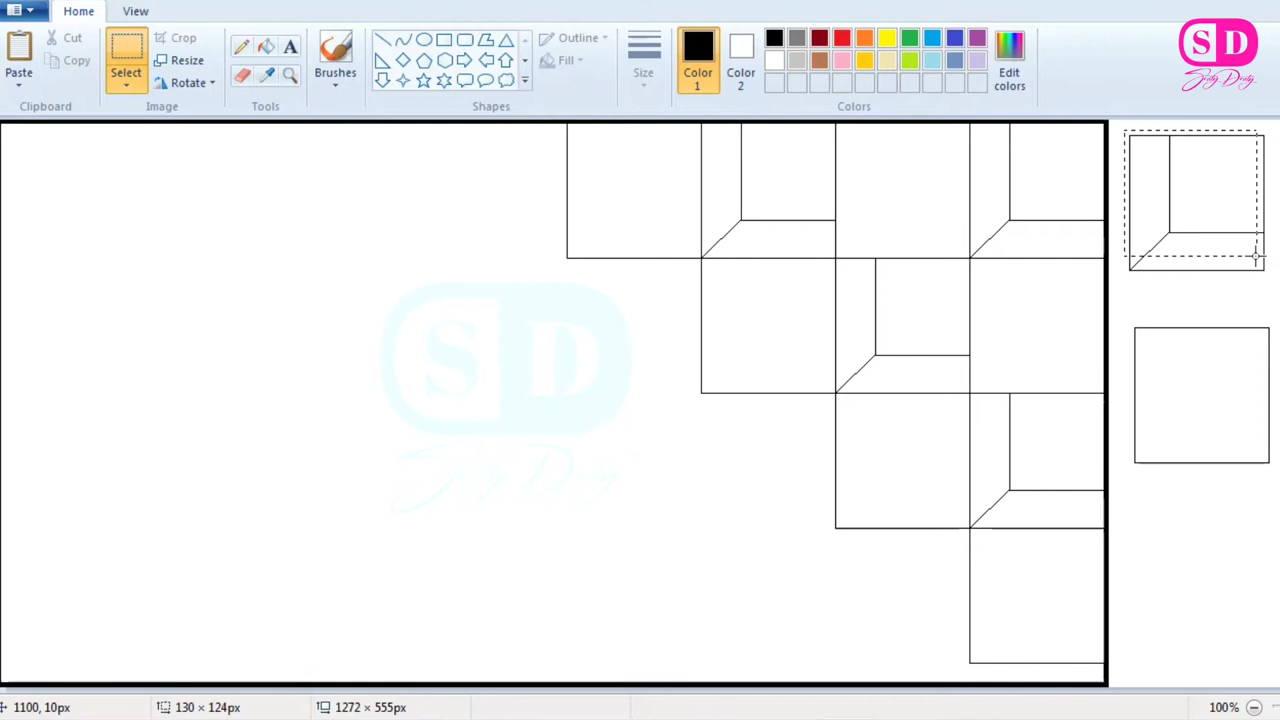 Home
View
Paste
Cut
Copy
Clipboard
Select
Crop
Resize
Rotate
Image
A
Tools
Brushes
Outline
Fill
Shapes
Size
Color
1
Color
2
Edit
colors
Colors
SD
S D
1100, 10px
130 × 124px
1272 × 555px
100%